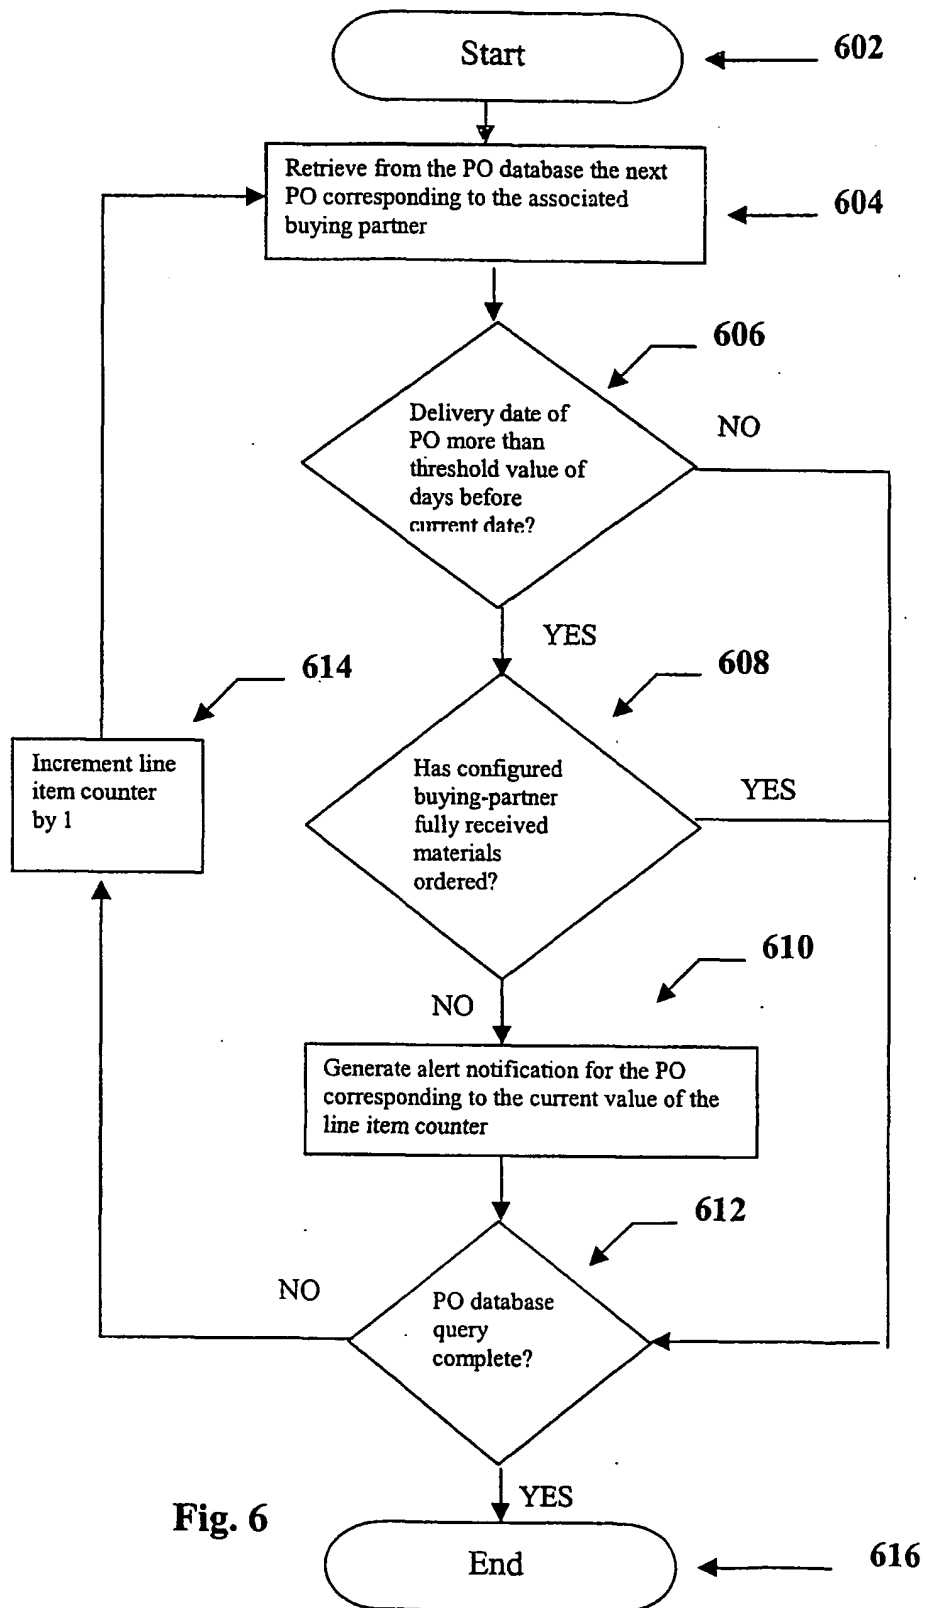 Start
602
Retrieve from the PO database the next
PO corresponding to the associated
buying partner
604
606
Delivery date of
PO more than
threshold value of
days before
current date?
NO
YES
614
608
Increment line
item counter
by 1
Has configured
buying-partner
fully received
materials
ordered?
YES
610
NO
Generate alert notification for the PO
corresponding to the current value of the
line item counter
612
NO
PO database
query
complete?
YES
Fig. 6
End
616